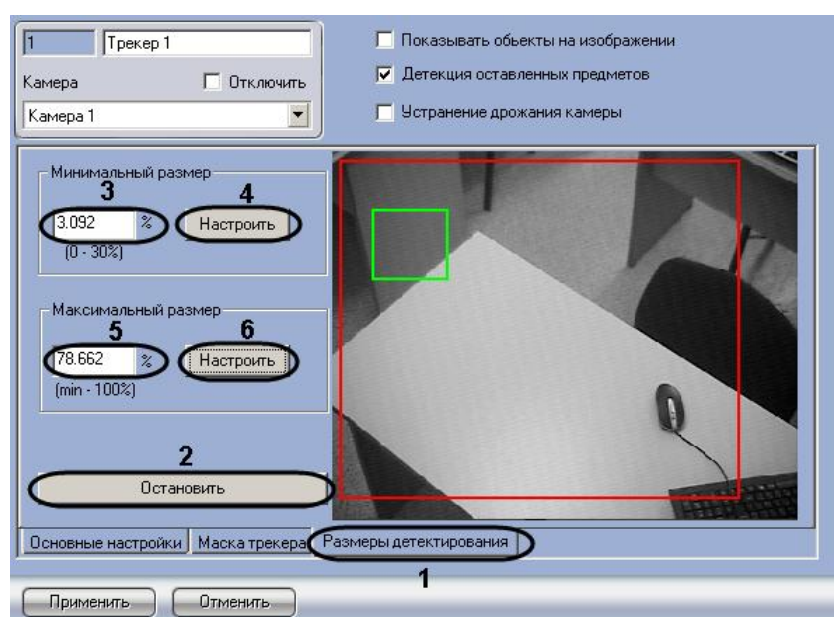 1 Трекер 1
Камера Отключить
Камера 1
Показывать обьекты на изображении
Детекция оставленных предметов
Устранение дрожания камеры
Минимальный размер
3 4
3.092 % Настроить
(0 - 30%)
Максимальный размер
5 6
78.662 % Настроить
(min - 100%)
2
Остановить
Основные настройки Маска трекера Размеры детектирования
1
Применить Отменить